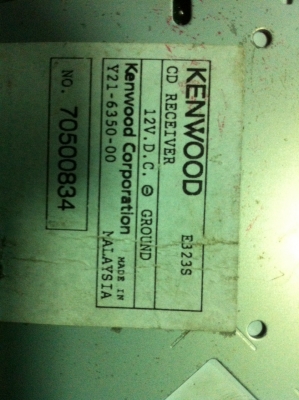 KENWOOD
CD RECEIVER E323S
12V.D.C. ⊖ GROUND
Kenwood Corporation MADE IN
Y21-6350-00 MALAYSIA
NO. 70500834